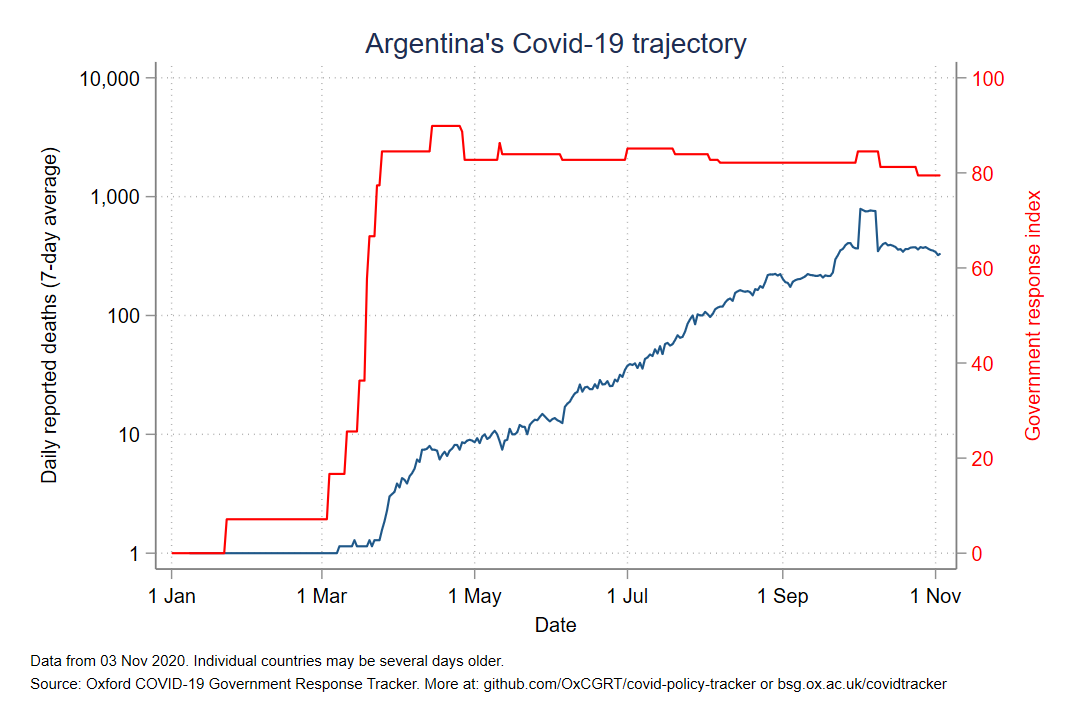 Argentina's Covid-19 trajectory
10,000
1,000
100
10
1
Daily reported deaths (7-day average)
100
80
60
40
20
0
Government response index
1 Jan
1 Mar
1 May
1 Jul
1 Sep
1 Nov
Date
Data from 03 Nov 2020. Individual countries may be several days older.
Source: Oxford COVID-19 Government Response Tracker. More at: github.com/OxCGRT/covid-policy-tracker or bsg.ox.ac.uk/covidtracker